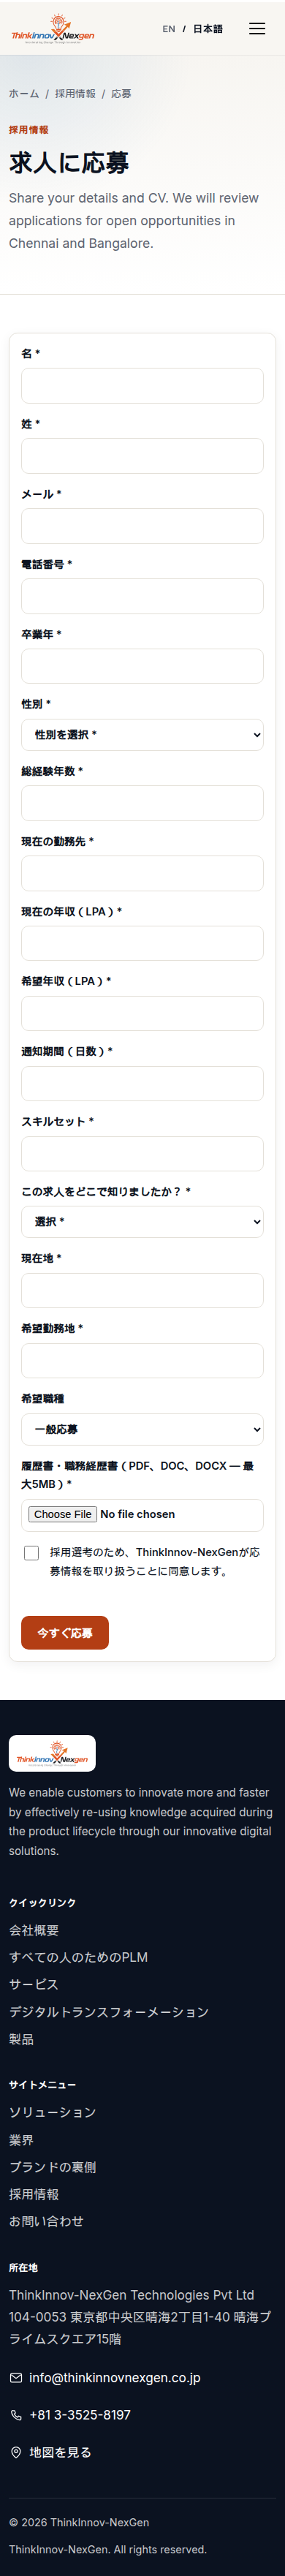 ThinkInnovNexgen
EN / 日本語
ホーム / 採用情報 / 応募
採用情報
求人に応募
Share your details and CV. We will review
applications for open opportunities in
Chennai and Bangalore.
名 *
姓 *
メール *
電話番号 *
卒業年 *
性別 *
性別を選択 *
総経験年数 *
現在の勤務先 *
現在の年収 ( LPA ) *
希望年収 ( LPA ) *
通知期間 ( 日数 ) *
スキルセット *
この求人をどこで知りましたか？ *
選択 *
現在地 *
希望勤務地 *
希望職種
一般応募
履歴書・職務経歴書 ( PDF、DOC、DOCX — 最
大5MB ) *
Choose File No file chosen
採用選考のため、ThinkInnov-NexGenが応
募情報を取り扱うことに同意します。
今すぐ応募
ThinkInnovNexgen
We enable customers to innovate more and faster
by effectively re-using knowledge acquired during
the product lifecycle through our innovative digital
solutions.
クイックリンク
会社概要
すべての人のためのPLM
サービス
デジタルトランスフォーメーション
製品
サイトメニュー
ソリューション
業界
ブランドの裏側
採用情報
お問い合わせ
所在地
ThinkInnov-NexGen Technologies Pvt Ltd
104-0053 東京都中央区晴海2丁目1-40 晴海プ
ライムスクエア15階
info@thinkinnovnexgen.co.jp
+81 3-3525-8197
地図を見る
© 2026 ThinkInnov-NexGen
ThinkInnov-NexGen. All rights reserved.